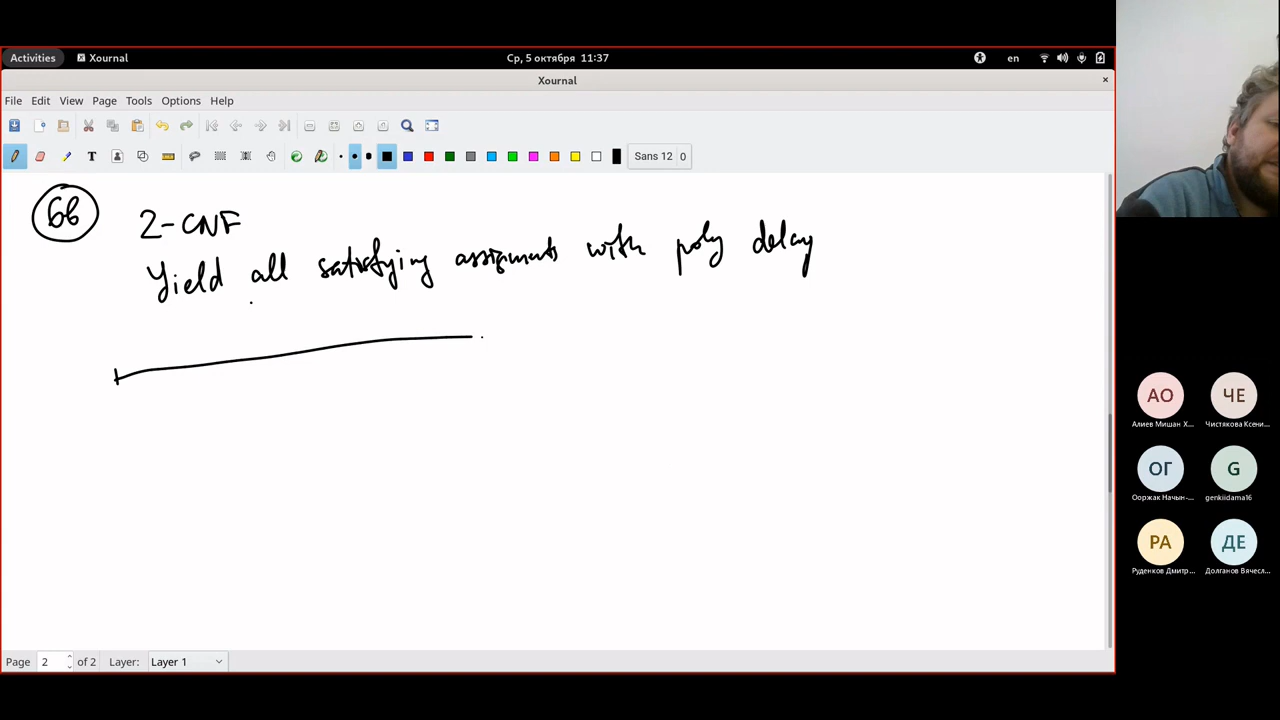 Activities
Xournal
Ср, 5 октября 11:37
en
Xournal
×
File Edit View Page Tools Options Help
T
Sans 12 0
2-CNF
Yield all satisfying assigments with poly delay
АО
ЧЕ
Алиев Мишан Х...
Чистякова Ксени...
ОГ
G
Ооржак Начын-...
genkiidama16
РА
ДЕ
Руденков Дмитр...
Долганов Вячесл...
Page 2 of 2 Layer: Layer 1